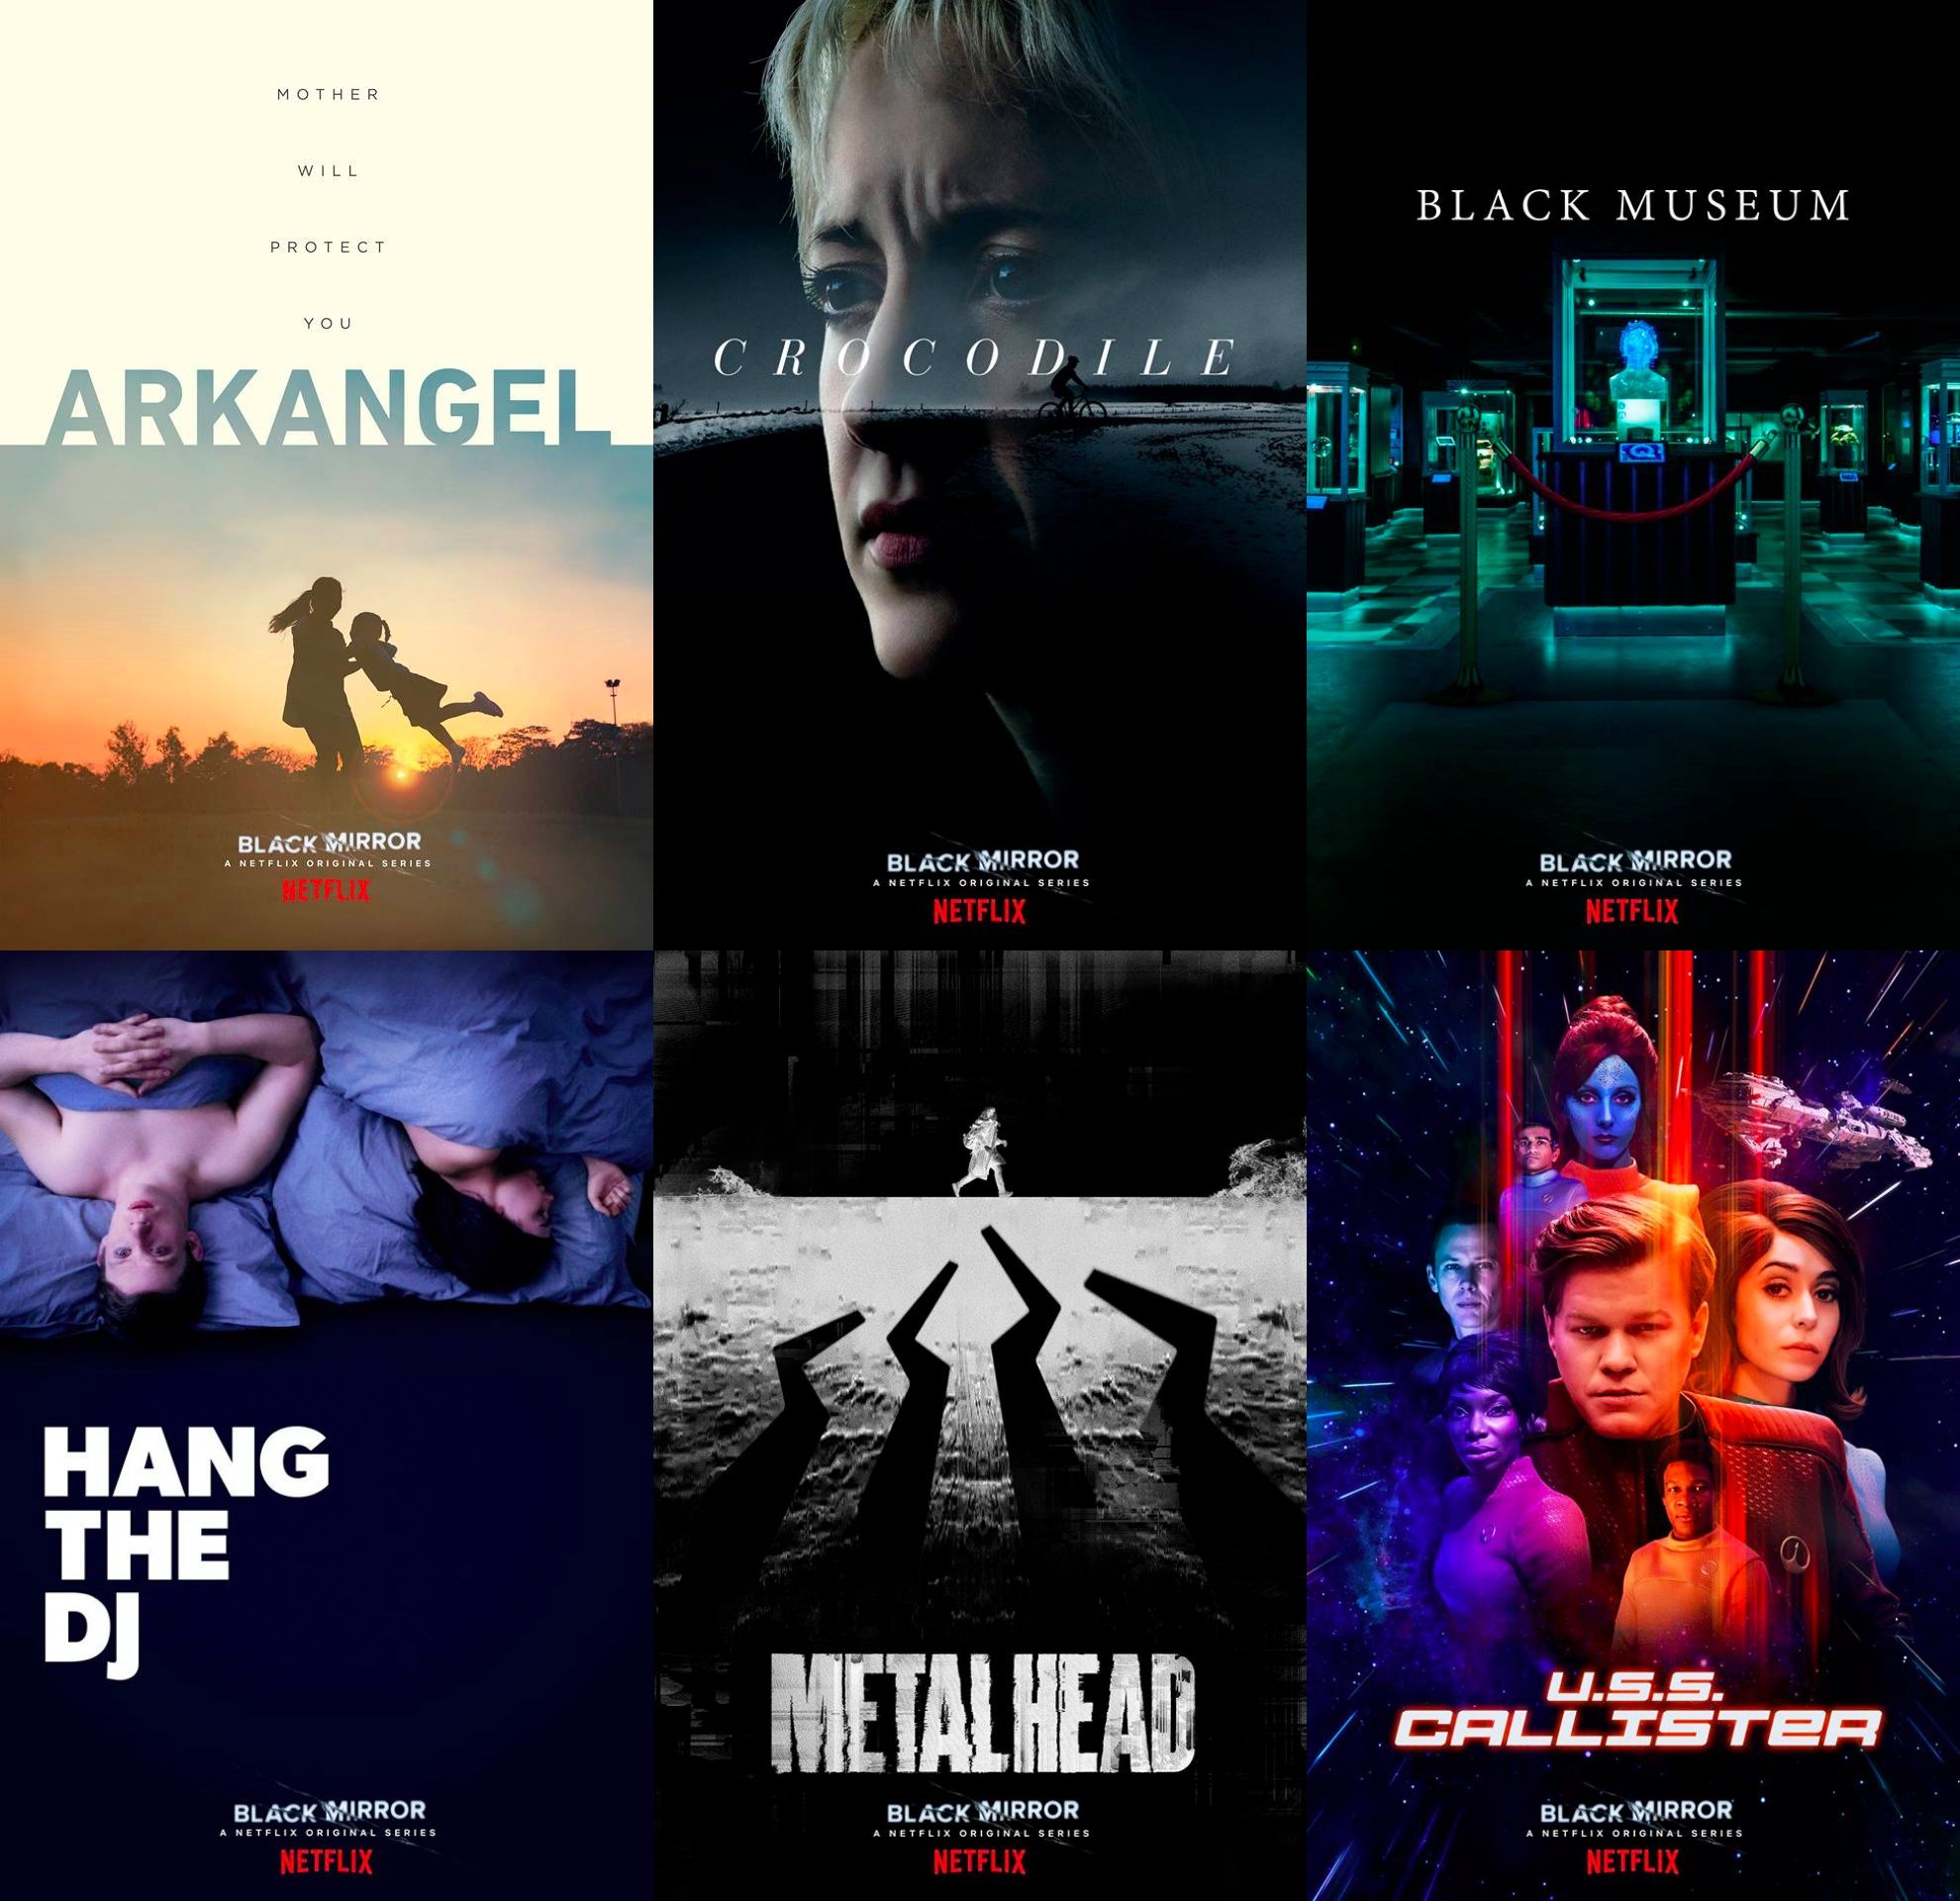 MOTHER
WILL
PROTECT
YOU
ARKANGEL
BLACK MIRROR
A NETFLIX ORIGINAL SERIES
NETFLIX
CROCODILE
BLACK MIRROR
A NETFLIX ORIGINAL SERIES
NETFLIX
BLACK MUSEUM
BLACK MIRROR
A NETFLIX ORIGINAL SERIES
NETFLIX
HANG
THE
DJ
BLACK MIRROR
A NETFLIX ORIGINAL SERIES
NETFLIX
METALHEAD
BLACK MIRROR
A NETFLIX ORIGINAL SERIES
NETFLIX
U.S.S.
CALLISTER
BLACK MIRROR
A NETFLIX ORIGINAL SERIES
NETFLIX